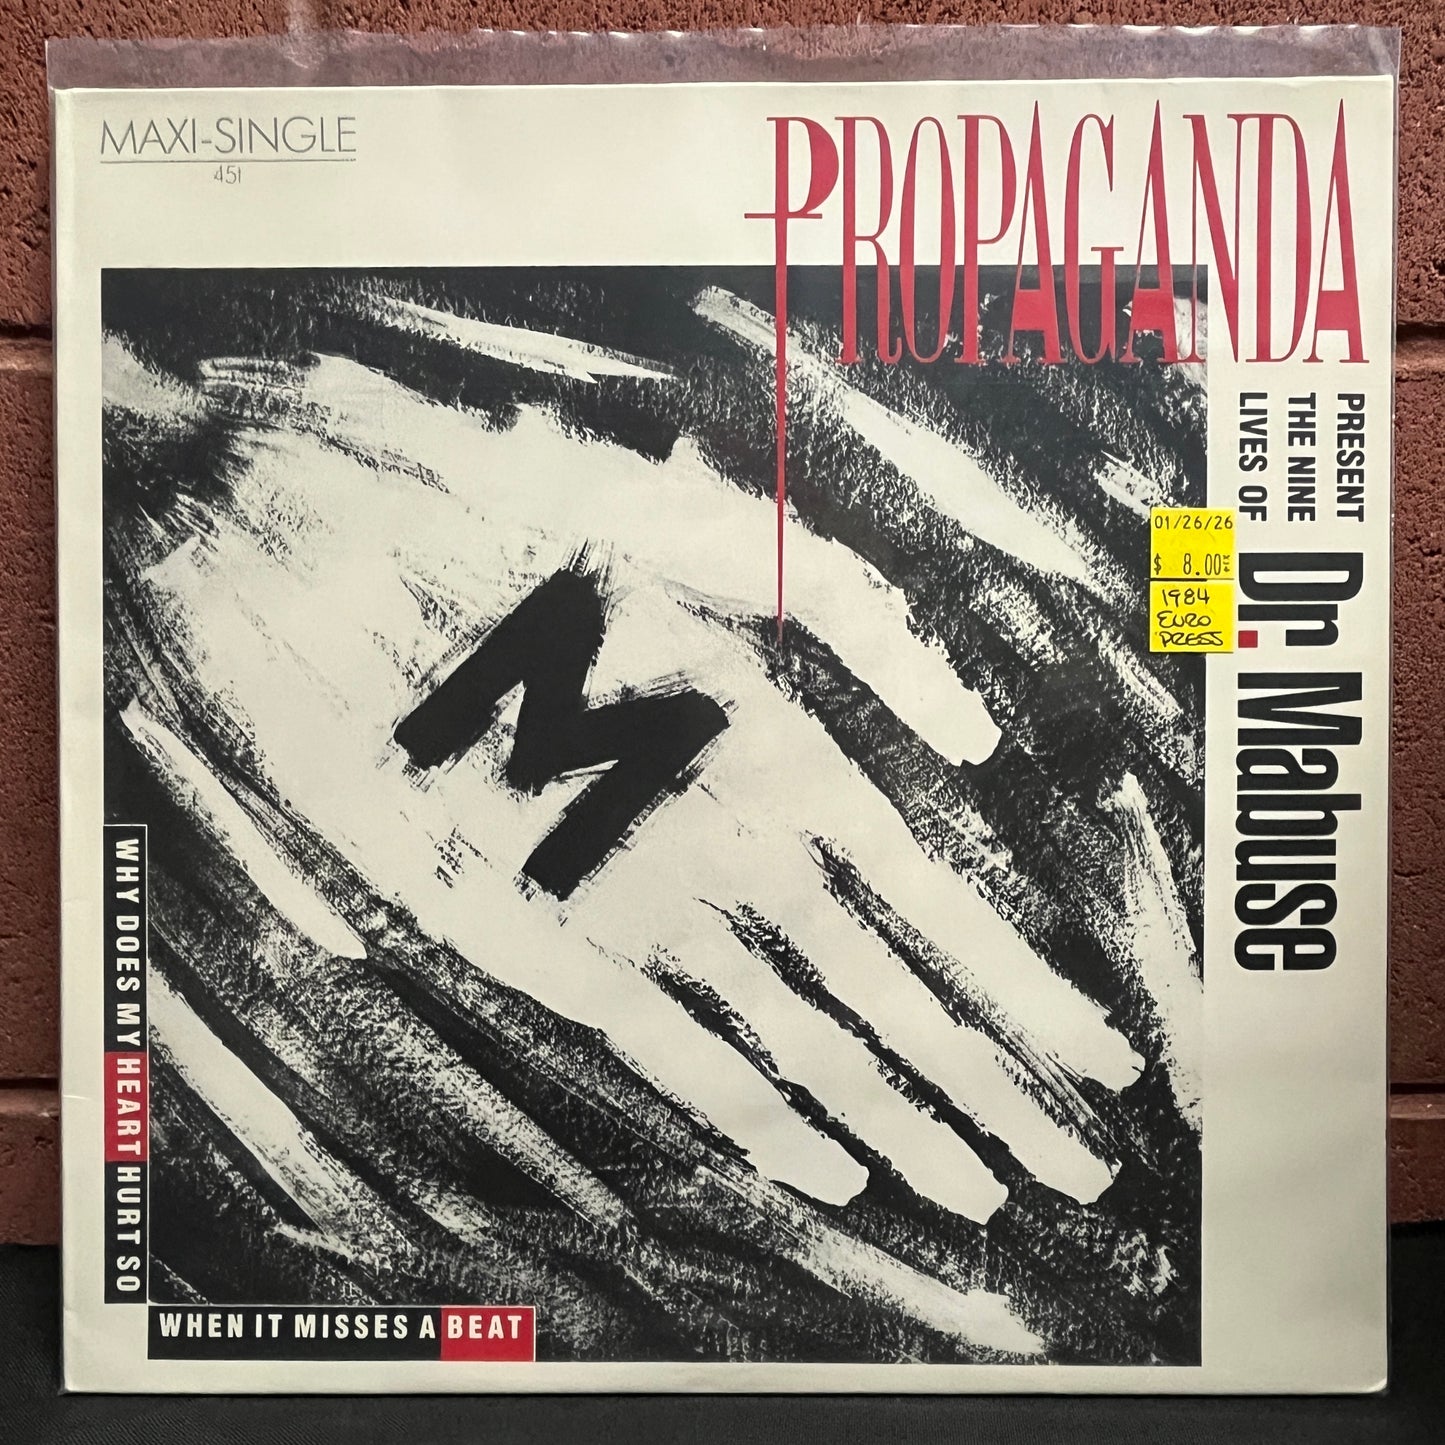 MAXI-SINGLE
451
PROPAGANDA
PRESENT
THE NINE
LIVES OF
Dr. Mabuse
01/26/26
$ 8.00
1984
EURO
PRESS
M
WHY DOES MY HEART HURT SO
WHEN IT MISSES A BEAT